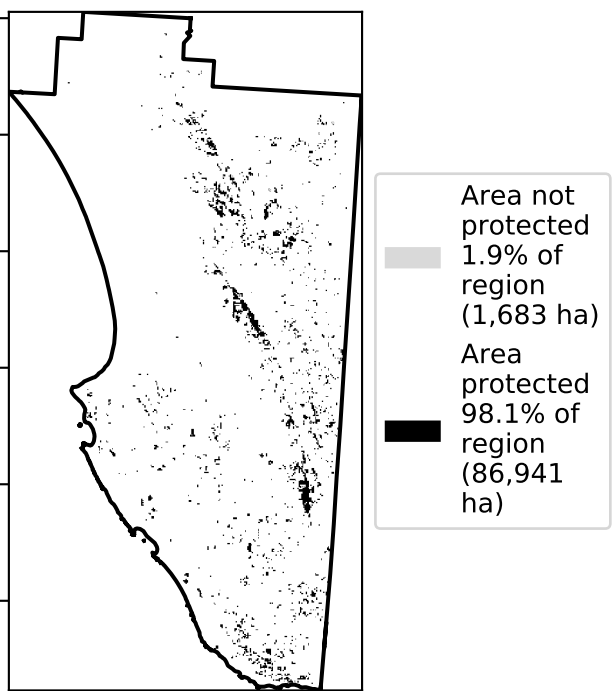 Area not
protected
1.9% of
region
(1,683 ha)
Area
protected
98.1% of
region
(86,941
ha)